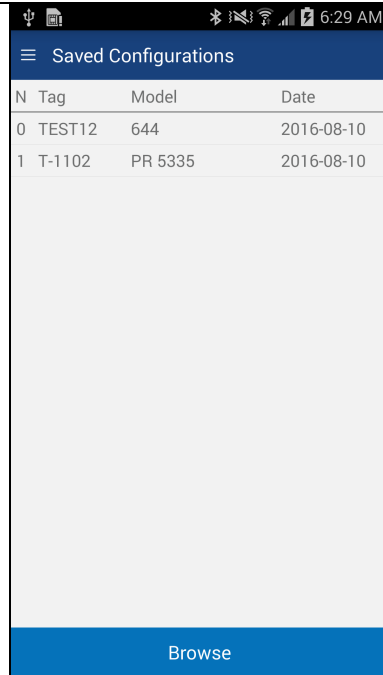 6:29 AM
Saved Configurations
N Tag Model Date
0 TEST12 644 2016-08-10
1 T-1102 PR 5335 2016-08-10
Browse